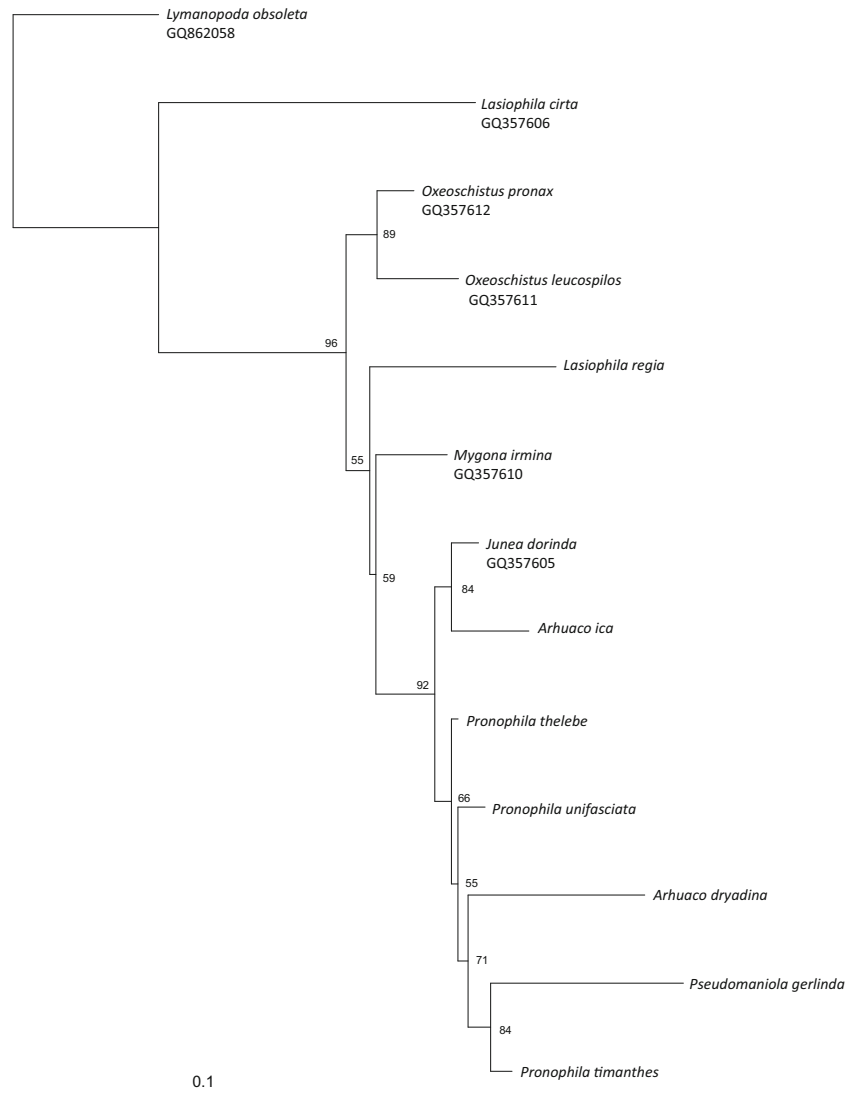 Lymanopoda obsoleta
GQ862058
Lasiophila cirta
GQ357606
Oxeoschistus pronax
GQ357612
89
Oxeoschistus leucospilos
GQ357611
96
Lasiophila regia
Mygona irmina
55
GQ357610
Junea dorinda
GQ357605
59
84
Arhuaco ica
92
Pronophila thelebe
66
Pronophila unifasciata
55
Arhuaco dryadina
71
Pseudomaniola gerlinda
84
Pronophila timanthes
0.1